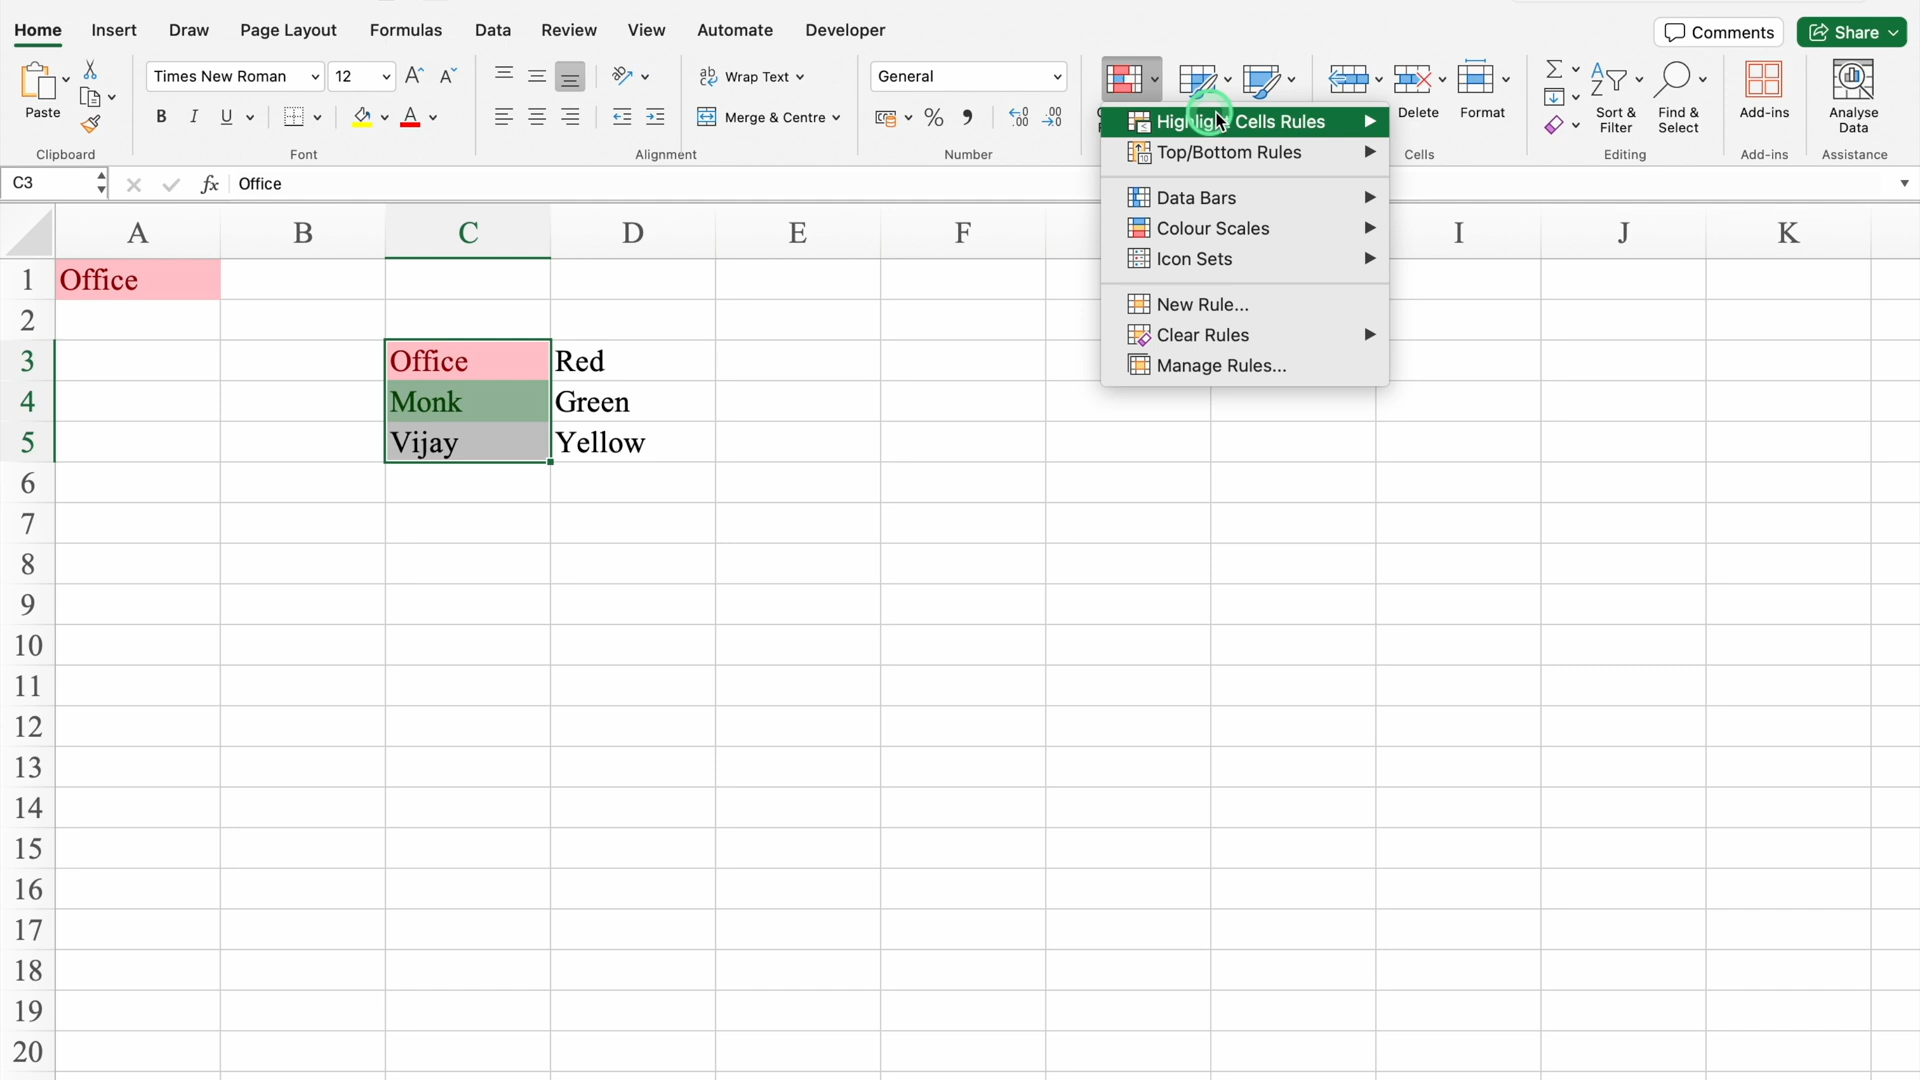 Home Insert Draw Page Layout Formulas Data Review View Automate Developer Comments Share
Times New Roman 12 Wrap Text General
Paste Merge & Centre Delete Format Sort & Filter Find & Select Add-ins Analyse Data
Clipboard Font Alignment Number Cells Editing Add-ins Assistance
Highlight Cells Rules
Top/Bottom Rules
Data Bars
Colour Scales
Icon Sets
New Rule...
Clear Rules
Manage Rules...
C3 fx Office
A B C D E F I J K
1 Office
2
3 Office Red
4 Monk Green
5 Vijay Yellow
6
7
8
9
10
11
12
13
14
15
16
17
18
19
20